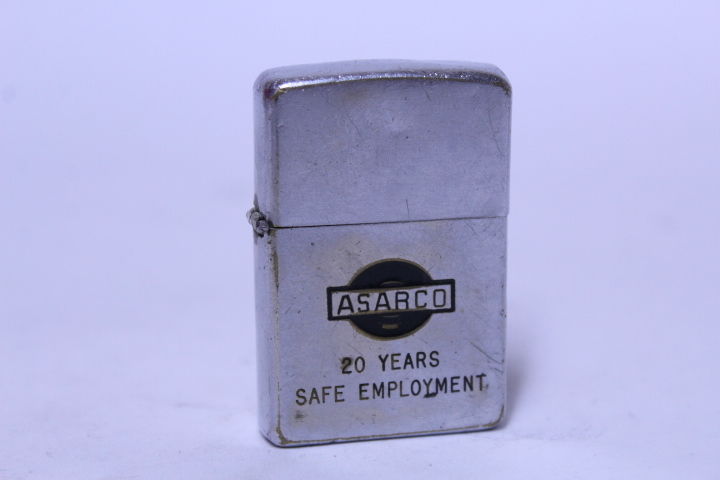 ASARCO
20 YEARS
SAFE EMPLOYMENT